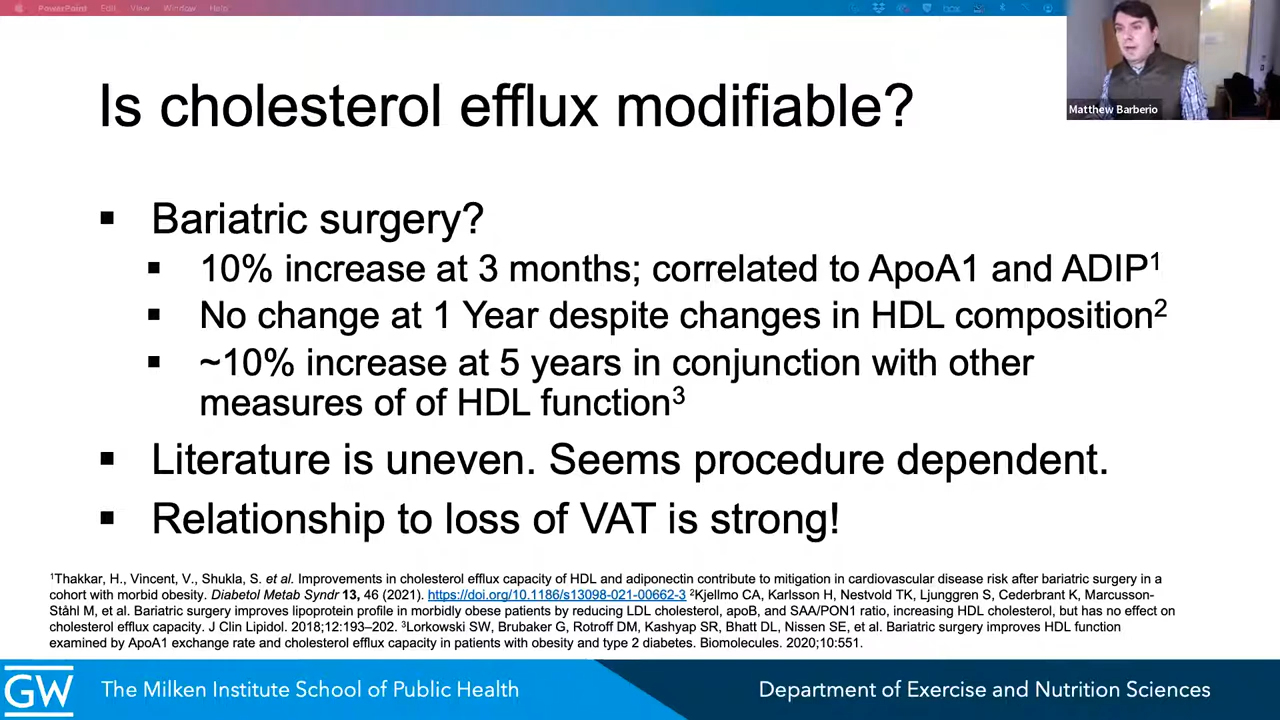 PowerPoint Edit View Window Help
box
Matthew Barberio
Is cholesterol efflux modifiable?
▪ Bariatric surgery?
▪ 10% increase at 3 months; correlated to ApoA1 and ADIP¹
▪ No change at 1 Year despite changes in HDL composition²
▪ ~10% increase at 5 years in conjunction with other
measures of of HDL function³
▪ Literature is uneven. Seems procedure dependent.
▪ Relationship to loss of VAT is strong!
¹Thakkar, H., Vincent, V., Shukla, S. et al. Improvements in cholesterol efflux capacity of HDL and adiponectin contribute to mitigation in cardiovascular disease risk after bariatric surgery in a
cohort with morbid obesity. Diabetol Metab Syndr 13, 46 (2021). https://doi.org/10.1186/s13098-021-00662-3 ²Kjellmo CA, Karlsson H, Nestvold TK, Ljunggren S, Cederbrant K, Marcusson-
Ståhl M, et al. Bariatric surgery improves lipoprotein profile in morbidly obese patients by reducing LDL cholesterol, apoB, and SAA/PON1 ratio, increasing HDL cholesterol, but has no effect on
cholesterol efflux capacity. J Clin Lipidol. 2018;12:193–202. ³Lorkowski SW, Brubaker G, Rotroff DM, Kashyap SR, Bhatt DL, Nissen SE, et al. Bariatric surgery improves HDL function
examined by ApoA1 exchange rate and cholesterol efflux capacity in patients with obesity and type 2 diabetes. Biomolecules. 2020;10:551.
GW The Milken Institute School of Public Health Department of Exercise and Nutrition Sciences